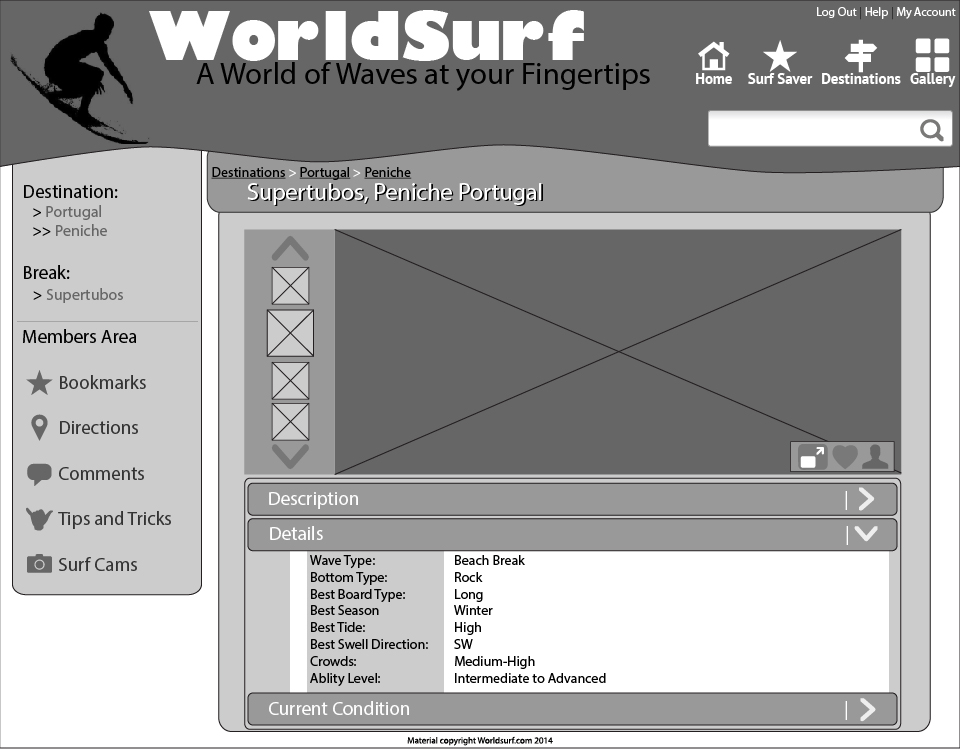 Log Out | Help | My Account
WorldSurf
A World of Waves at your Fingertips
Home Surf Saver Destinations Gallery
Destinations > Portugal > Peniche
Supertubos, Peniche Portugal
Destination:
> Portugal
>> Peniche
Break:
> Supertubos
Members Area
Bookmarks
Directions
Comments
Tips and Tricks
Surf Cams
Description
Details
Wave Type: Beach Break
Bottom Type: Rock
Best Board Type: Long
Best Season Winter
Best Tide: High
Best Swell Direction: SW
Crowds: Medium-High
Ablity Level: Intermediate to Advanced
Current Condition
Material copyright Worldsurf.com 2014